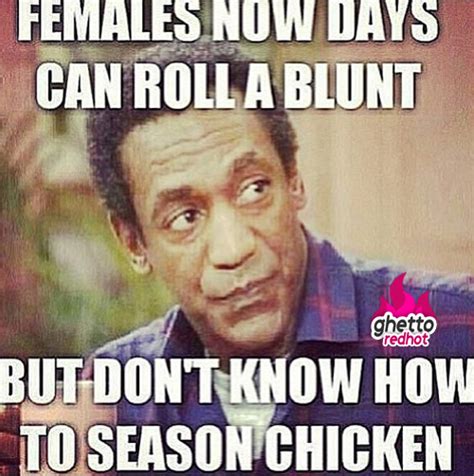 FEMALES NOW DAYS
CAN ROLL A BLUNT
ghetto
redhot
BUT DON'T KNOW HOW
TO SEASON CHICKEN